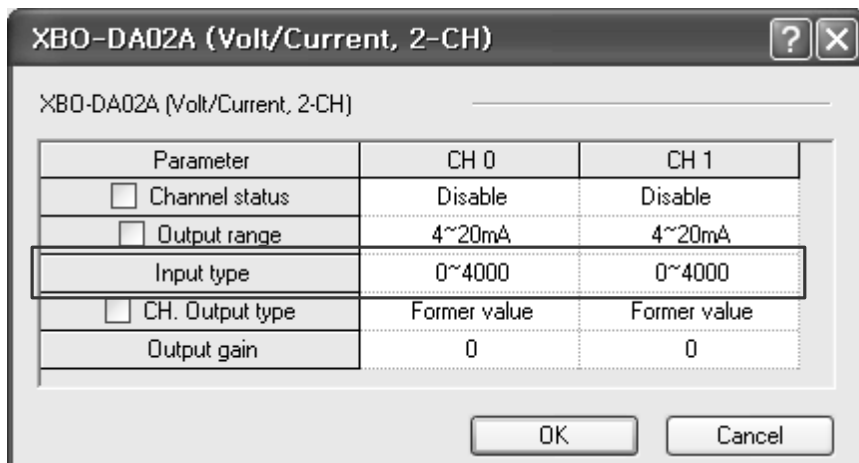 XBO-DA02A (Volt/Current, 2-CH)
XBO-DA02A (Volt/Current, 2-CH)
Parameter CH 0 CH 1
Channel status Disable Disable
Output range 4~20mA 4~20mA
Input type 0~4000 0~4000
CH. Output type Former value Former value
Output gain 0 0
OK Cancel